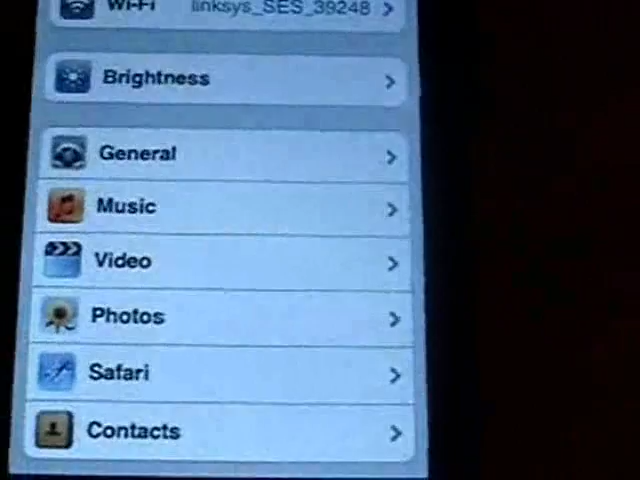 Wi-Fi linksys_SES_39248
Brightness
General
Music
Video
Photos
Safari
Contacts